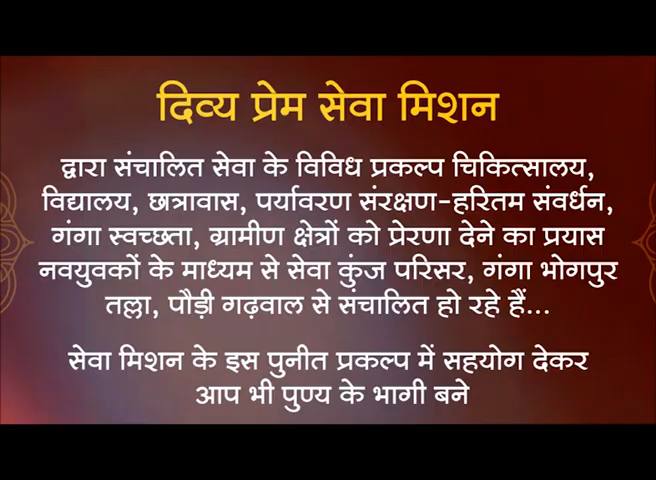 दिव्य प्रेम सेवा मिशन
द्वारा संचालित सेवा के विविध प्रकल्प चिकित्सालय,
विद्यालय, छात्रावास, पर्यावरण संरक्षण-हरितम संवर्धन,
गंगा स्वच्छता, ग्रामीण क्षेत्रों को प्रेरणा देने का प्रयास
नवयुवकों के माध्यम से सेवा कुंज परिसर, गंगा भोगपुर
तल्ला, पौड़ी गढ़वाल से संचालित हो रहे हैं...
सेवा मिशन के इस पुनीत प्रकल्प में सहयोग देकर
आप भी पुण्य के भागी बने